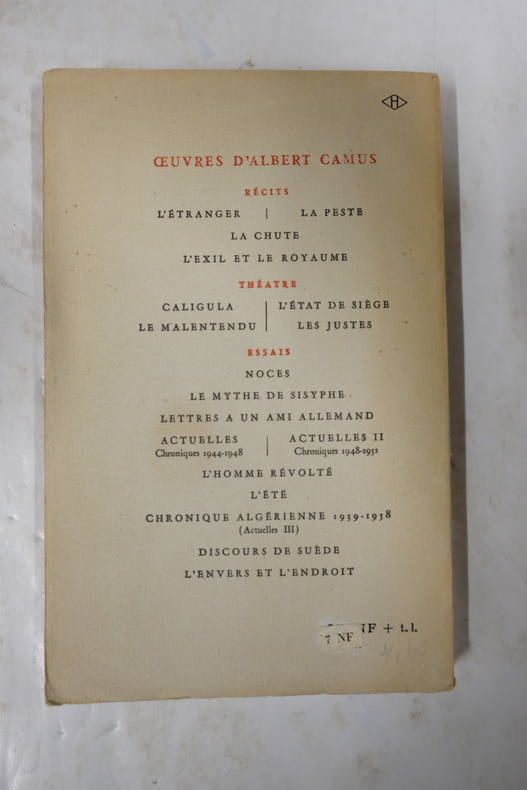 ŒUVRES D'ALBERT CAMUS
RÉCITS
L'ÉTRANGER | LA PESTE
LA CHUTE
L'EXIL ET LE ROYAUME
THÉATRE
CALIGULA | L'ÉTAT DE SIÈGE
LE MALENTENDU | LES JUSTES
ESSAIS
NOCES
LE MYTHE DE SISYPHE
LETTRES A UN AMI ALLEMAND
ACTUELLES | ACTUELLES II
Chroniques 1944-1948 | Chroniques 1948-1951
L'HOMME RÉVOLTÉ
L'ÉTÉ
CHRONIQUE ALGÉRIENNE 1939-1958
(Actuelles III)
DISCOURS DE SUÈDE
L'ENVERS ET L'ENDROIT
NF + t.l.
7 NF